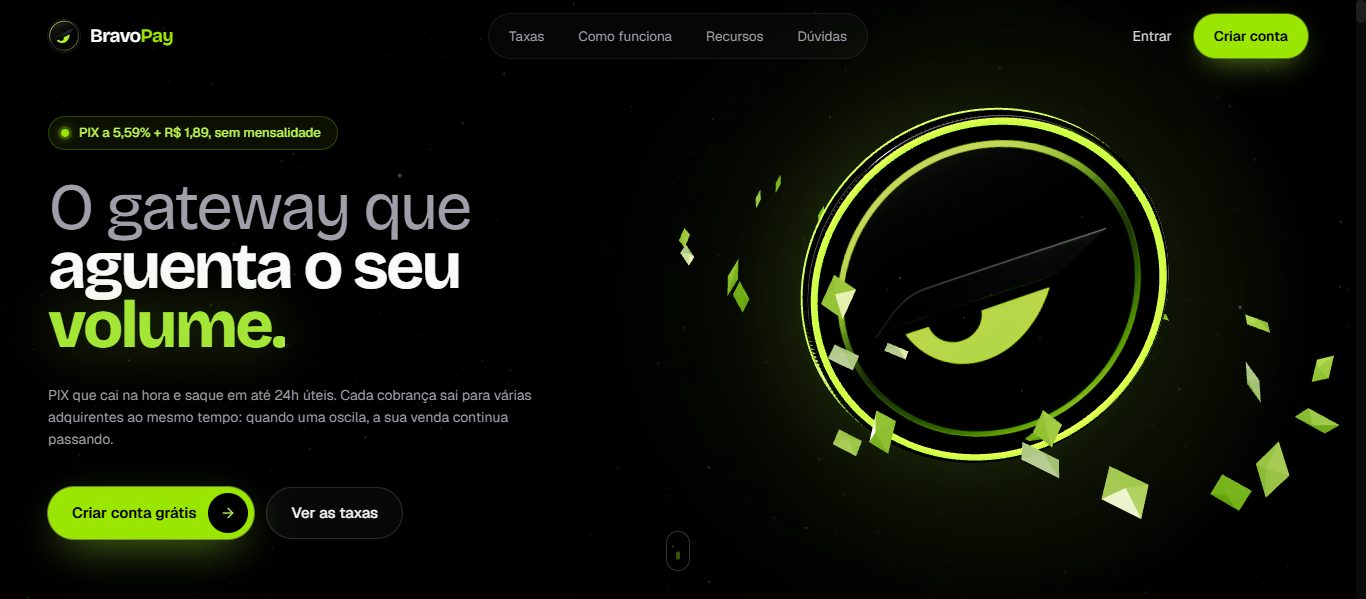 BravoPay
Taxas
Como funciona
Recursos
Dúvidas
Entrar
Criar conta
PIX a 5,59% + R$ 1,89, sem mensalidade
O gateway que
aguenta o seu
volume.
PIX que cai na hora e saque em até 24h úteis. Cada cobrança sai para várias
adquirentes ao mesmo tempo: quando uma oscila, a sua venda continua
passando.
Criar conta grátis
Ver as taxas